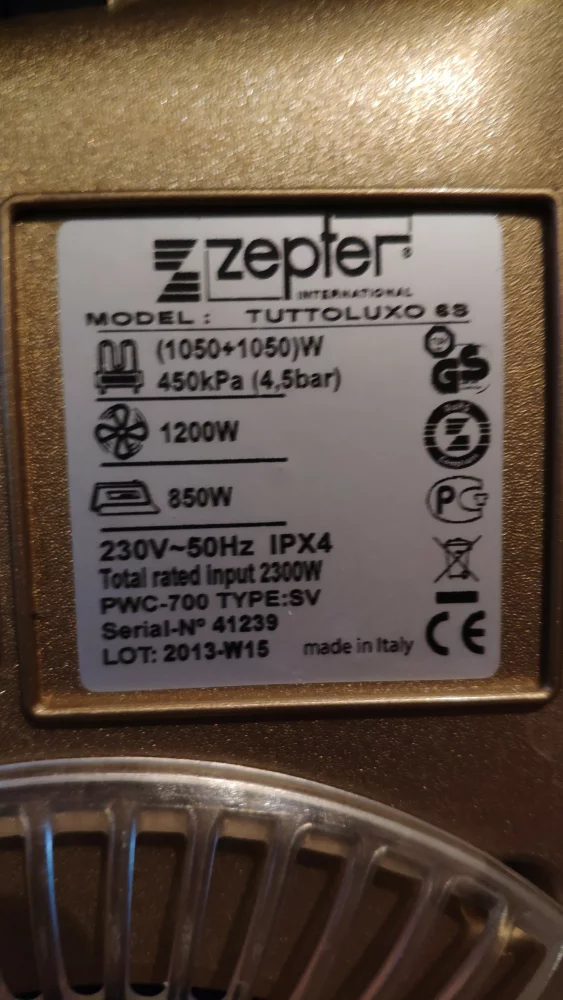 zepter®
INTERNATIONAL
MODEL: TUTTOLUXO 6S
(1050+1050)W
450kPa (4,5bar)
GS
1200W
850W
230V~50Hz IPX4
Total rated input 2300W
PWC-700 TYPE:SV
Serial-Nº 41239
LOT: 2013-W15
made in Italy CE